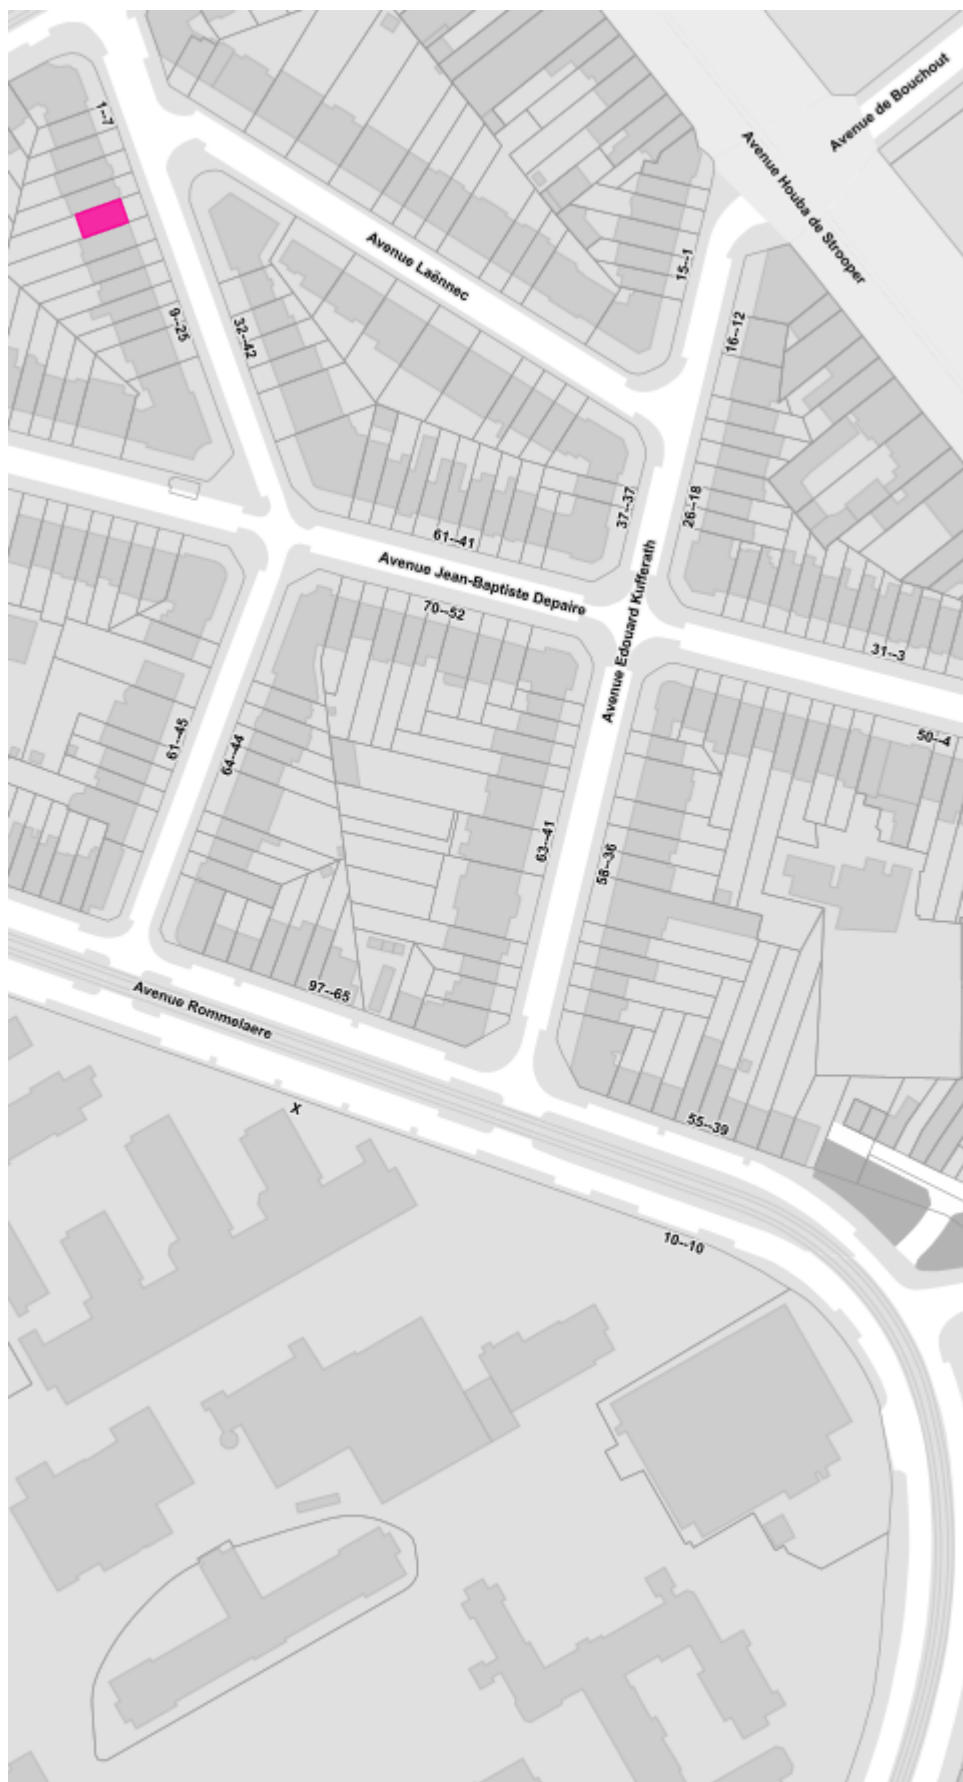 Avenue de Bouchout
1--7
Avenue Houba de Strooper
Avenue Laënnec
15--1
9--25
32--42
16--12
37--37
26--18
61--41
Avenue Jean-Baptiste Depaire
Avenue Edouard Kufferath
70--52
31--3
61--45
64--44
50--4
63--41
58--36
97--65
Avenue Rommelaere
X
55--39
10--10